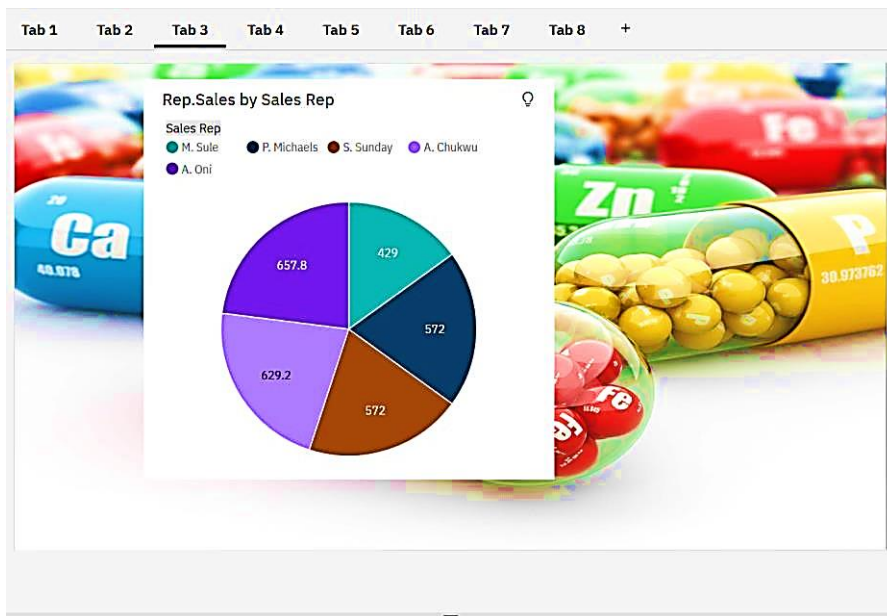 Tab 1 Tab 2 Tab 3 Tab 4 Tab 5 Tab 6 Tab 7 Tab 8 +
Rep.Sales by Sales Rep
Sales Rep
M. Sule P. Michaels S. Sunday A. Chukwu
A. Oni
657.8
429
572
629.2
572
Ca
40.078
20
Fe
Zn
P
30.973762
Fe
Fe